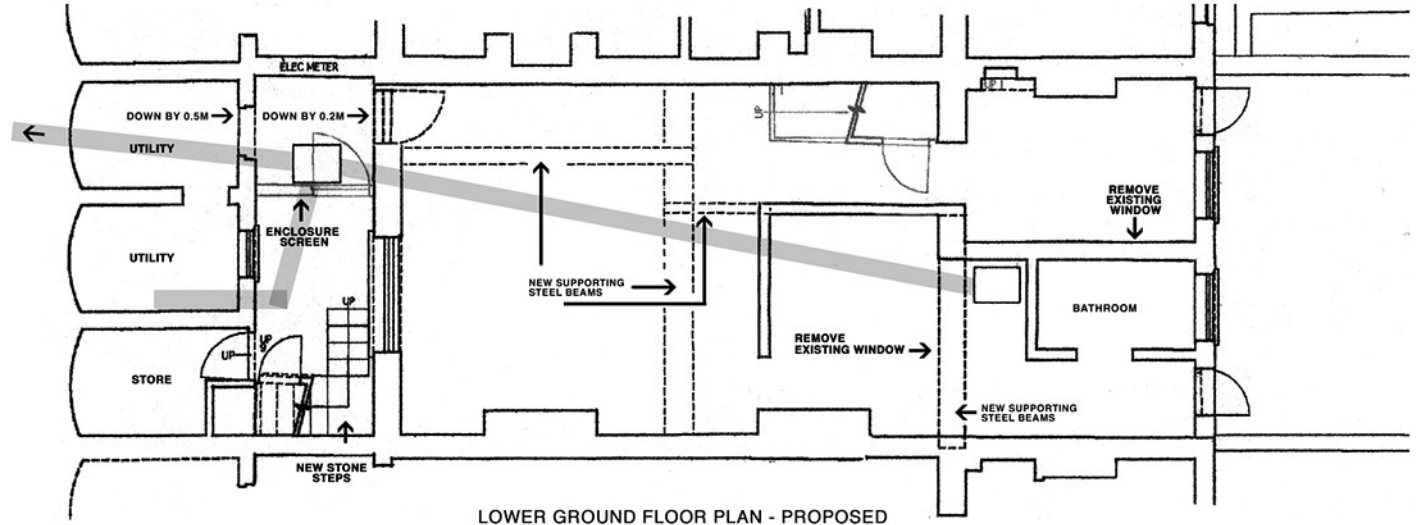 ELEC METER
DOWN BY 0.5M
DOWN BY 0.2M
UP
UP
UTILITY
REMOVE
EXISTING
WINDOW
ENCLOSURE
SCREEN
UTILITY
NEW SUPPORTING
STEEL BEAMS
UP
BATHROOM
REMOVE
EXISTING WINDOW
UP
UP
STORE
NEW SUPPORTING
STEEL BEAMS
NEW STONE
STEPS
LOWER GROUND FLOOR PLAN - PROPOSED